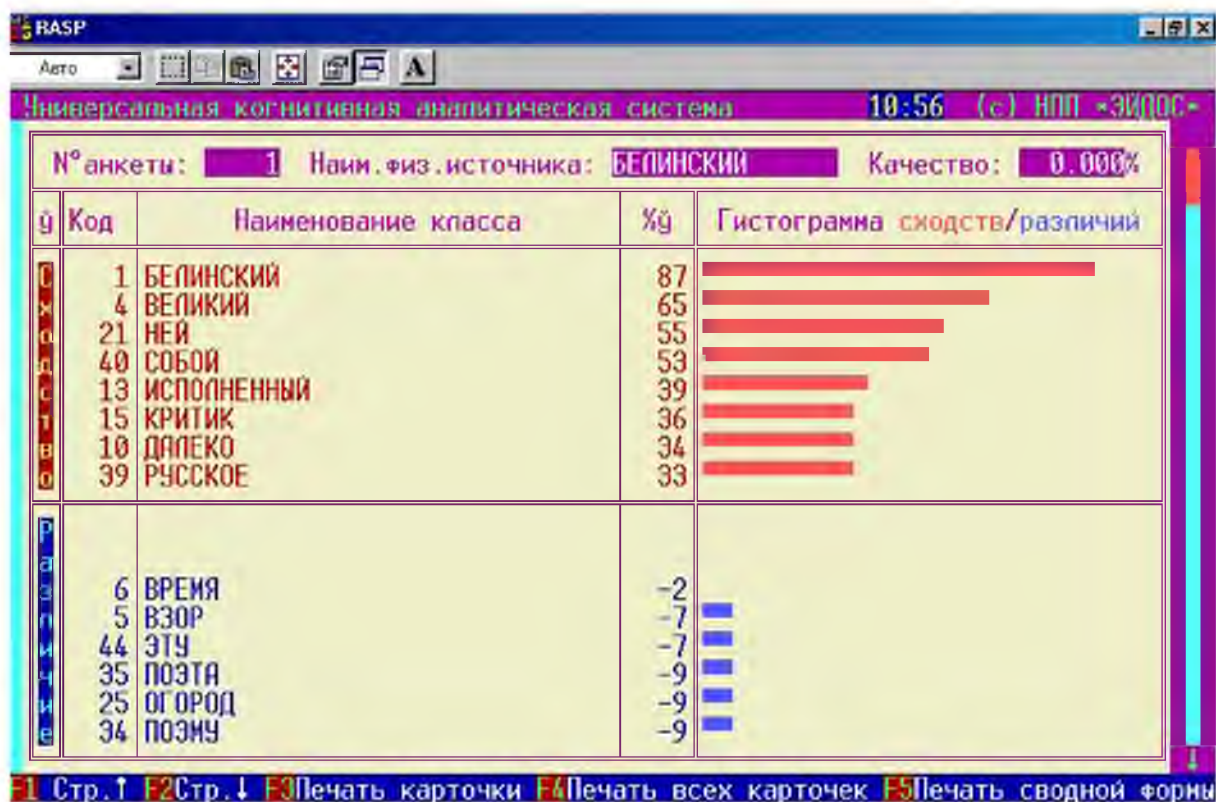 RASP
Авто A
Универсальная когнитивная аналитическая система 10:56 (c) НПП *ЭЙДОС*
N°анкеты: 1 Наим.физ.источника: БЕЛИНСКИЙ Качество: 0.000%
ÿ Код Наименование класса %ÿ Гистограмма сходств/различий
Сходство
1 БЕЛИНСКИЙ 87
4 ВЕЛИКИЙ 65
21 НЕЙ 55
40 СОБОЙ 53
13 ИСПОЛНЕННЫЙ 39
15 КРИТИК 36
10 ДАЛЕКО 34
39 РУССКОЕ 33
Различие
6 ВРЕМЯ -2
5 ВЗОР -7
44 ЭТУ -7
35 ПОЭТА -9
25 ОГОРОД -9
34 ПОЭМУ -9
F1 Стр.↑ F2Стр.↓ F3Печать карточки F4Печать всех карточек F5Печать сводной формы